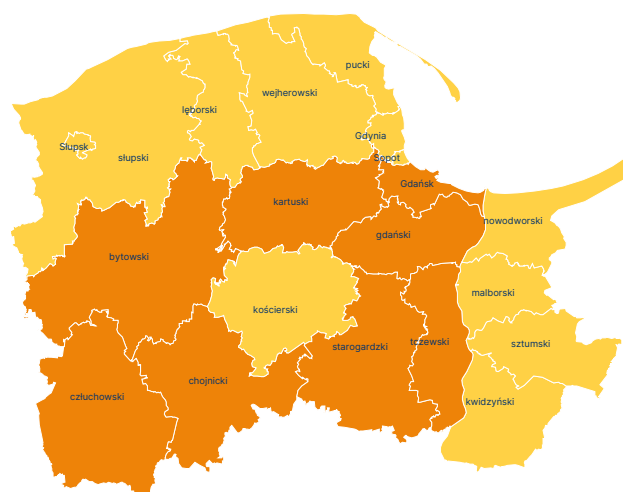 pucki
wejherowski
lęborski
Gdynia
Słupsk
słupski
Sopot
Gdańsk
kartuski
nowodworski
gdański
bytowski
malborski
kościerski
sztumski
tczewski
starogardzki
chojnicki
człuchowski
kwidzyński